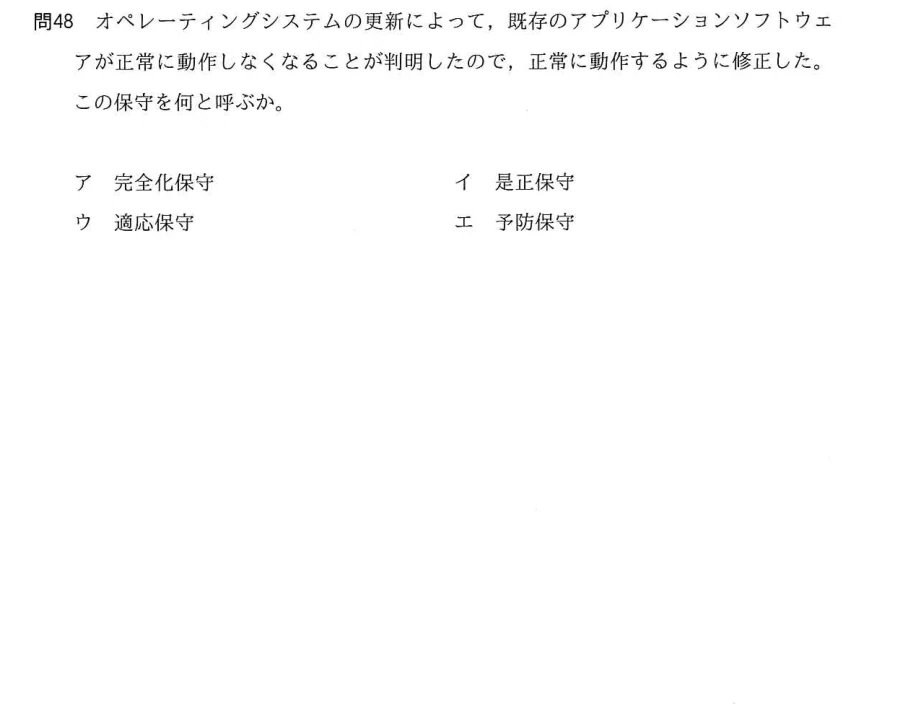 問48 オペレーティングシステムの更新によって，既存のアプリケーションソフトウェ
アが正常に動作しなくなることが判明したので，正常に動作するように修正した。
この保守を何と呼ぶか。
ア 完全化保守 イ 是正保守
ウ 適応保守 エ 予防保守